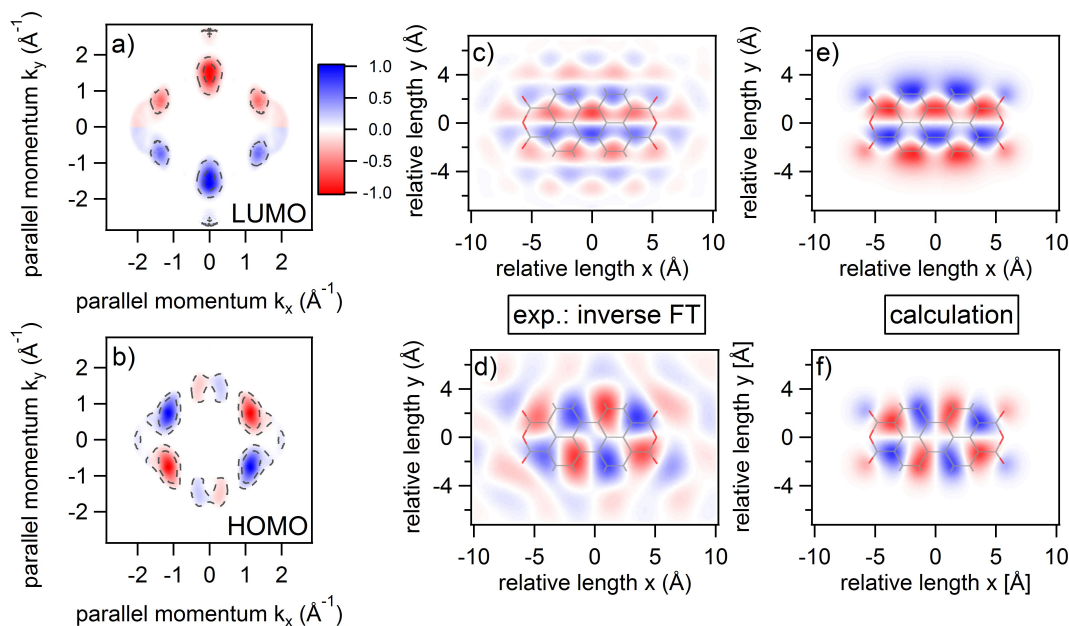 a)
LUMO
parallel momentum k_y (Å^-1)
2
1
0
-1
-2
-2 -1 0 1 2
parallel momentum k_x (Å^-1)
1.0
0.5
0.0
-0.5
-1.0
c)
relative length y (Å)
4
0
-4
-10 -5 0 5 10
relative length x (Å)
e)
relative length y (Å)
4
0
-4
-10 -5 0 5 10
relative length x (Å)
exp.: inverse FT
calculation
b)
HOMO
parallel momentum k_y (Å^-1)
2
1
0
-1
-2
-2 -1 0 1 2
parallel momentum k_x (Å^-1)
d)
relative length y (Å)
4
0
-4
-10 -5 0 5 10
relative length x (Å)
f)
relative length y [Å]
4
0
-4
-10 -5 0 5 10
relative length x [Å]